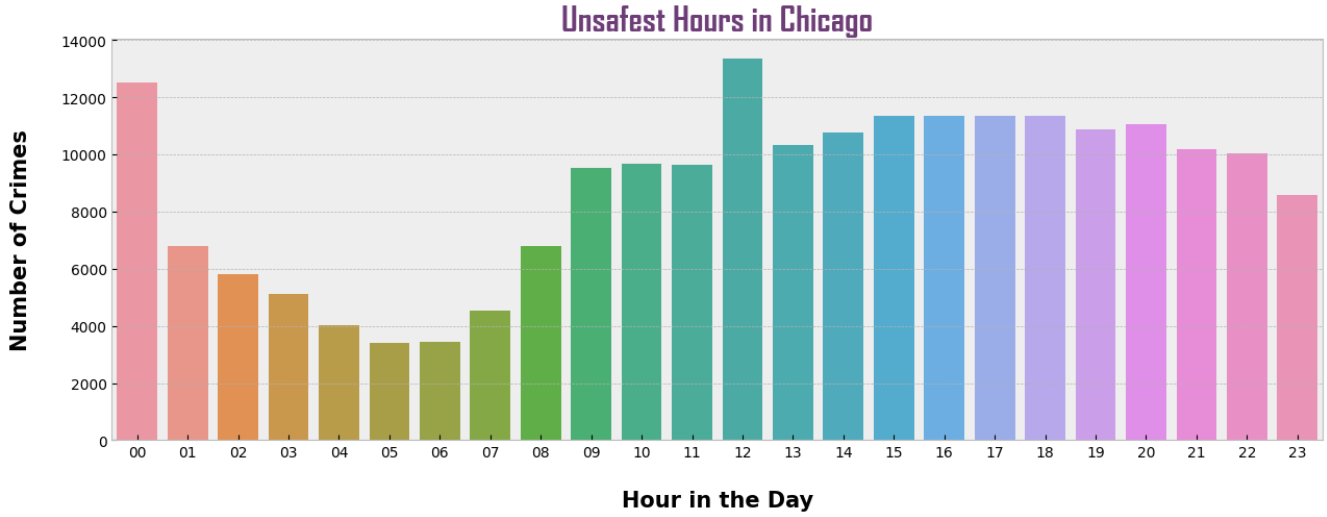 Unsafest Hours in Chicago
14000
12000
10000
8000
6000
4000
2000
0
Number of Crimes
00 01 02 03 04 05 06 07 08 09 10 11 12 13 14 15 16 17 18 19 20 21 22 23
Hour in the Day